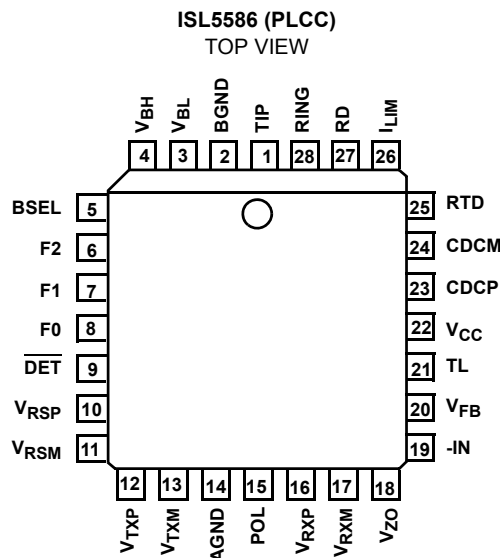 ISL5586 (PLCC)
TOP VIEW
VBH VBL BGND TIP RING RD ILIM
4 3 2 1 28 27 26
BSEL 5 25 RTD
F2 6 24 CDCM
F1 7 23 CDCP
F0 8 22 VCC
DET 9 21 TL
VRSP 10 20 VFB
VRSM 11 19 -IN
12 13 14 15 16 17 18
VTXP VTXM AGND POL VRXP VRXM VZO